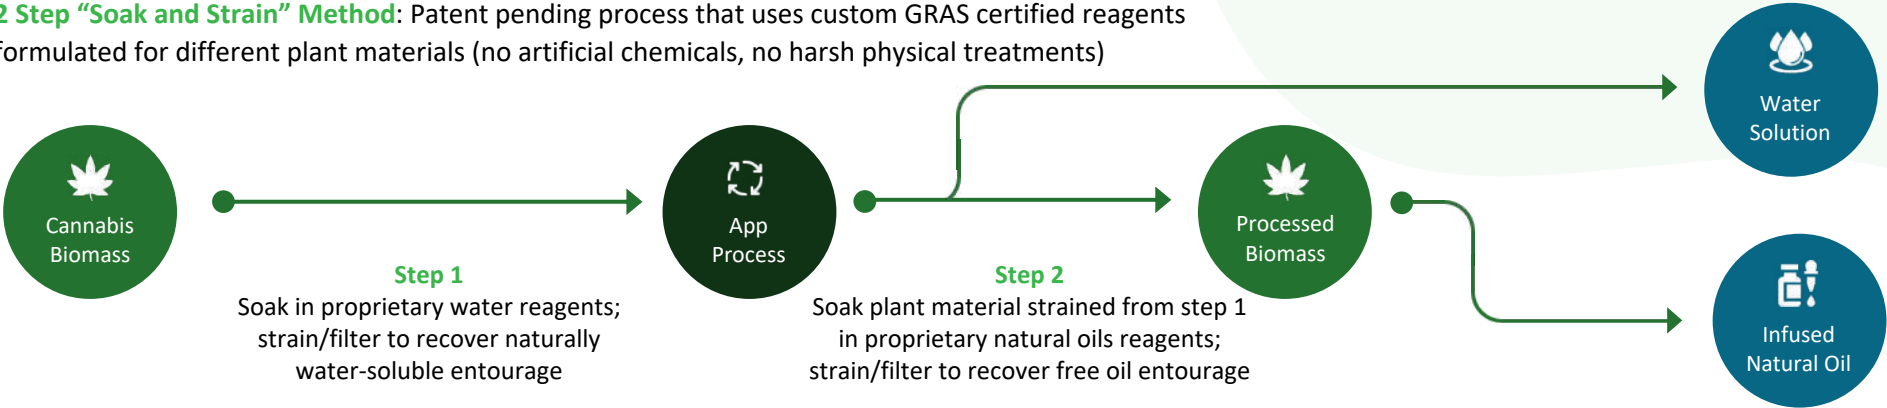 2 Step “Soak and Strain” Method: Patent pending process that uses custom GRAS certified reagents
formulated for different plant materials (no artificial chemicals, no harsh physical treatments)
Water
Solution
Cannabis
Biomass
App
Process
Processed
Biomass
Step 1
Soak in proprietary water reagents;
strain/filter to recover naturally
water-soluble entourage
Step 2
Soak plant material strained from step 1
in proprietary natural oils reagents;
strain/filter to recover free oil entourage
Infused
Natural Oil